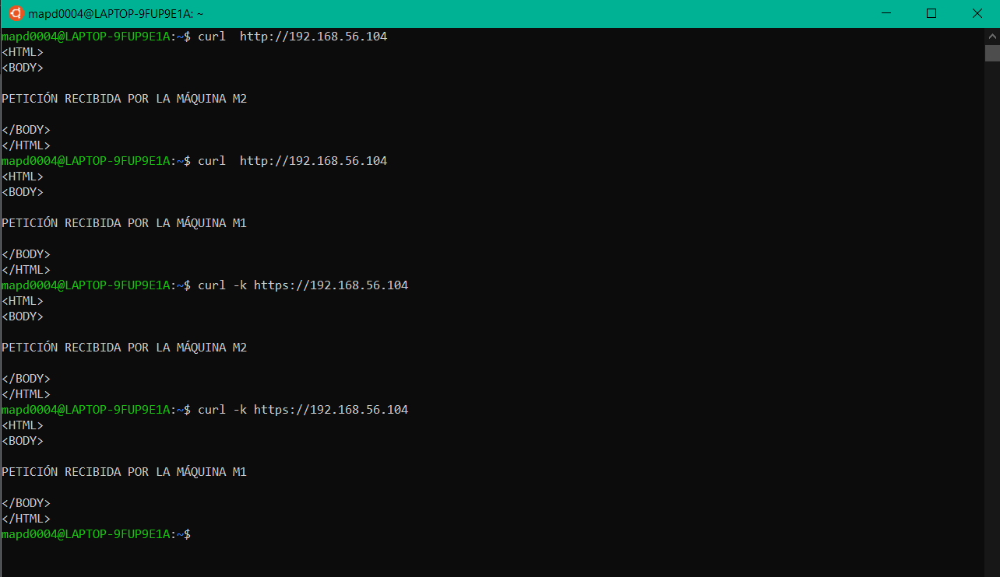 mapd0004@LAPTOP-9FUP9E1A: ~
mapd0004@LAPTOP-9FUP9E1A:~$ curl  http://192.168.56.104
<HTML>
<BODY>
PETICIÓN RECIBIDA POR LA MÁQUINA M2
</BODY>
</HTML>
mapd0004@LAPTOP-9FUP9E1A:~$ curl  http://192.168.56.104
<HTML>
<BODY>
PETICIÓN RECIBIDA POR LA MÁQUINA M1
</BODY>
</HTML>
mapd0004@LAPTOP-9FUP9E1A:~$ curl -k https://192.168.56.104
<HTML>
<BODY>
PETICIÓN RECIBIDA POR LA MÁQUINA M2
</BODY>
</HTML>
mapd0004@LAPTOP-9FUP9E1A:~$ curl -k https://192.168.56.104
<HTML>
<BODY>
PETICIÓN RECIBIDA POR LA MÁQUINA M1
</BODY>
</HTML>
mapd0004@LAPTOP-9FUP9E1A:~$